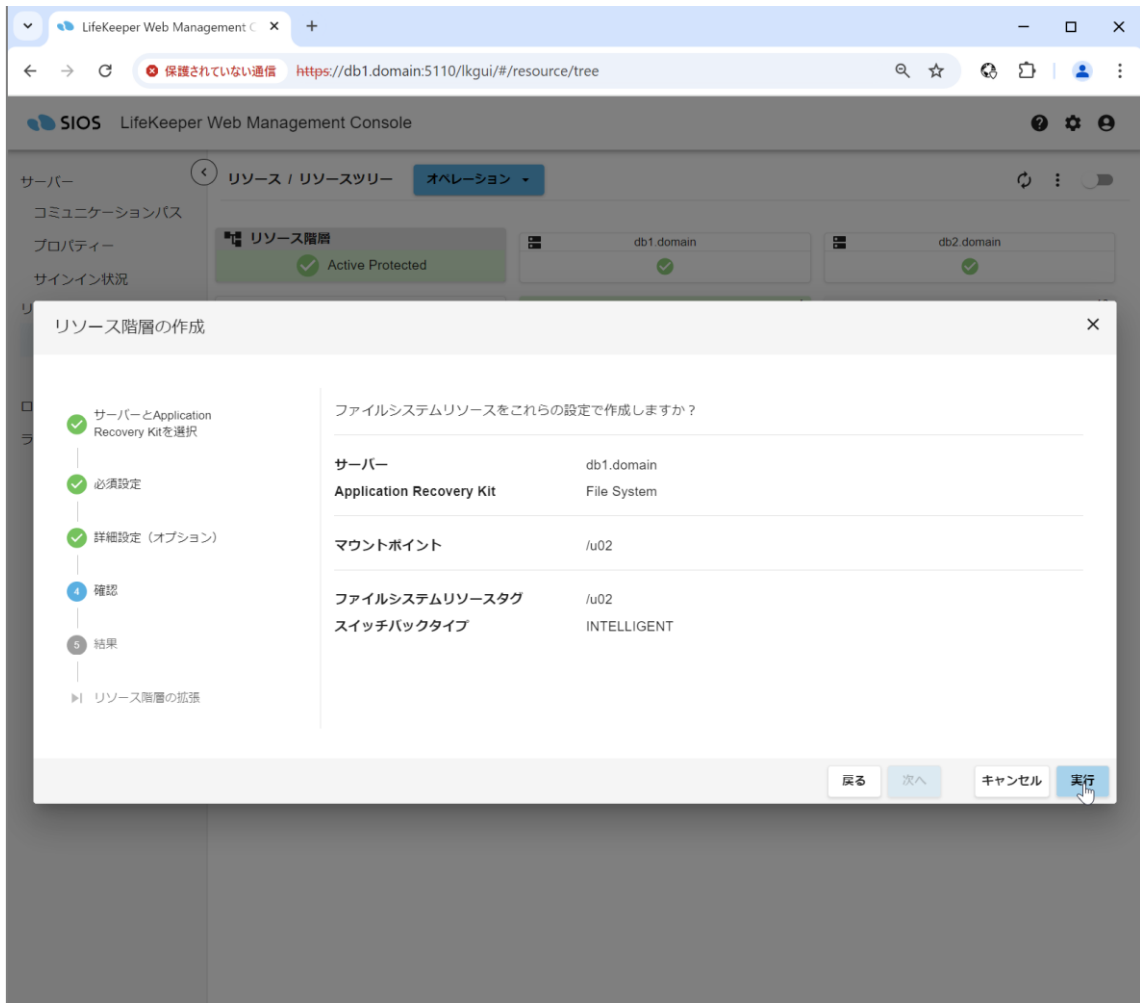 LifeKeeper Web Management C
保護されていない通信 https://db1.domain:5110/lkgui/#/resource/tree
SIOS LifeKeeper Web Management Console
サーバー
コミュニケーションパス
プロパティー
サインイン状況
リ
ロ
ラ
リソース / リソースツリー オペレーション
リソース階層 db1.domain db2.domain
Active Protected
リソース階層の作成
サーバーとApplication
Recovery Kitを選択
必須設定
詳細設定（オプション）
4 確認
5 結果
リソース階層の拡張
ファイルシステムリソースをこれらの設定で作成しますか？
サーバー db1.domain
Application Recovery Kit File System
マウントポイント /u02
ファイルシステムリソースタグ /u02
スイッチバックタイプ INTELLIGENT
戻る 次へ キャンセル 実行